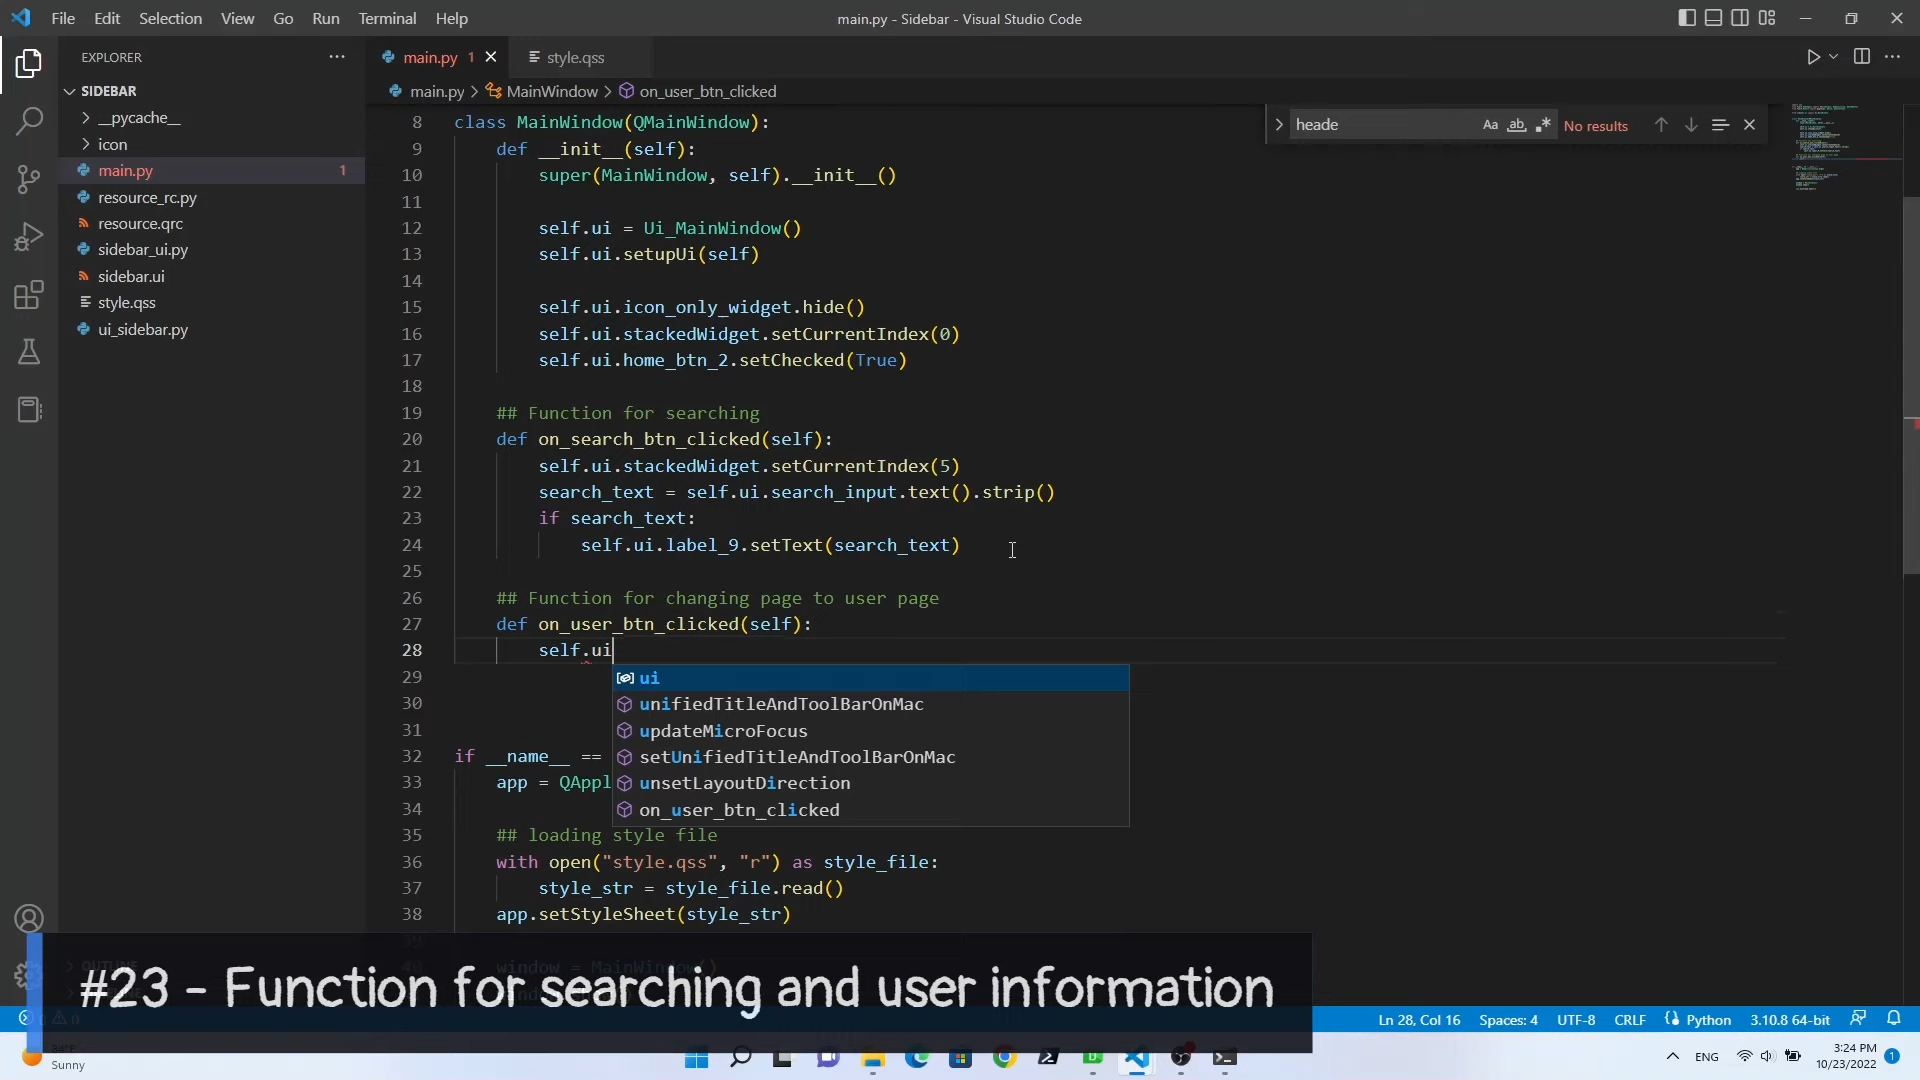 File Edit Selection View Go Run Terminal Help
main.py - Sidebar - Visual Studio Code
EXPLORER
SIDEBAR
__pycache__
icon
main.py 1
resource_rc.py
resource.qrc
sidebar_ui.py
sidebar.ui
style.qss
ui_sidebar.py
main.py 1
style.qss
main.py > MainWindow > on_user_btn_clicked
heade
Aa ab .* No results
8 class MainWindow(QMainWindow):
9 def __init__(self):
10 super(MainWindow, self).__init__()
11
12 self.ui = Ui_MainWindow()
13 self.ui.setupUi(self)
14
15 self.ui.icon_only_widget.hide()
16 self.ui.stackedWidget.setCurrentIndex(0)
17 self.ui.home_btn_2.setChecked(True)
18
19 ## Function for searching
20 def on_search_btn_clicked(self):
21 self.ui.stackedWidget.setCurrentIndex(5)
22 search_text = self.ui.search_input.text().strip()
23 if search_text:
24 self.ui.label_9.setText(search_text)
25
26 ## Function for changing page to user page
27 def on_user_btn_clicked(self):
28 self.ui
29
30
31
32 if __name__ ==
33 app = QAppl
34
35 ## loading style file
36 with open("style.qss", "r") as style_file:
37 style_str = style_file.read()
38 app.setStyleSheet(style_str)
40 window = MainWindow()
ui
unifiedTitleAndToolBarOnMac
updateMicroFocus
setUnifiedTitleAndToolBarOnMac
unsetLayoutDirection
on_user_btn_clicked
OUTLINE
#23 - Function for searching and user information
Ln 28, Col 16 Spaces: 4 UTF-8 CRLF Python 3.10.8 64-bit
Sunny
ENG
3:24 PM
10/23/2022
1